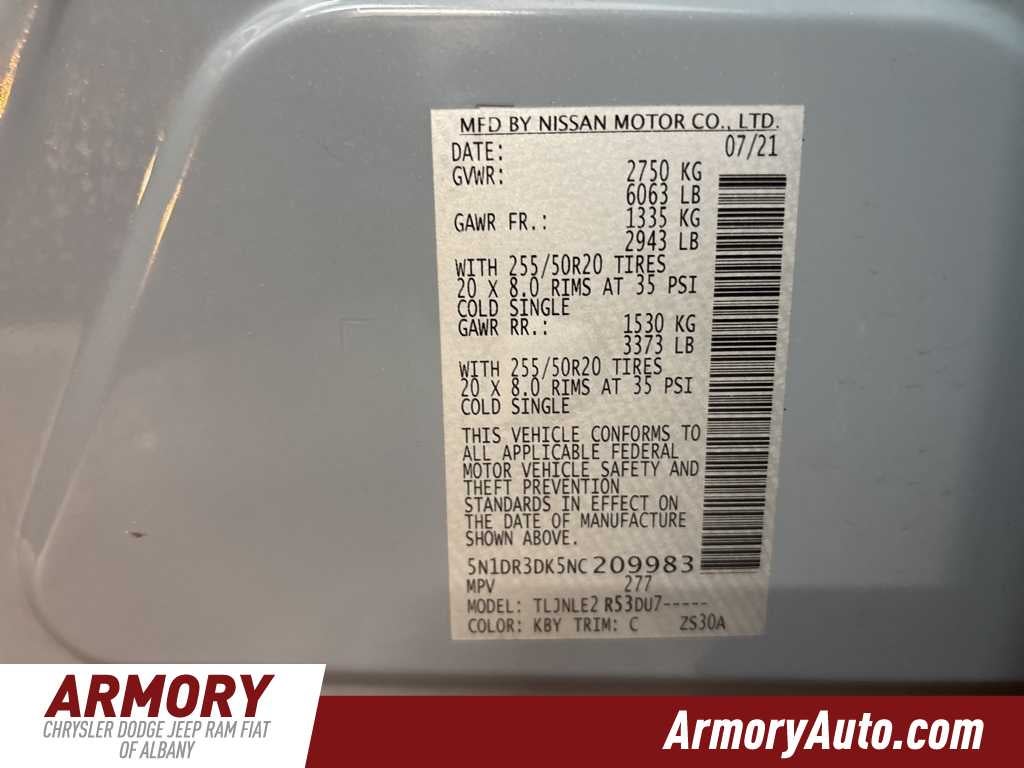 MFD BY NISSAN MOTOR CO., LTD.
DATE: 07/21
GVWR: 2750 KG
6063 LB
GAWR FR.: 1335 KG
2943 LB
WITH 255/50R20 TIRES
20 X 8.0 RIMS AT 35 PSI
COLD SINGLE
GAWR RR.: 1530 KG
3373 LB
WITH 255/50R20 TIRES
20 X 8.0 RIMS AT 35 PSI
COLD SINGLE
THIS VEHICLE CONFORMS TO
ALL APPLICABLE FEDERAL
MOTOR VEHICLE SAFETY AND
THEFT PREVENTION
STANDARDS IN EFFECT ON
THE DATE OF MANUFACTURE
SHOWN ABOVE.
5N1DR3DK5NC209983
MPV 277
MODEL: TLJNLE2 R53DU7-----
COLOR: KBY TRIM: C ZS30A
ARMORY
CHRYSLER DODGE JEEP RAM FIAT
OF ALBANY
ArmoryAuto.com